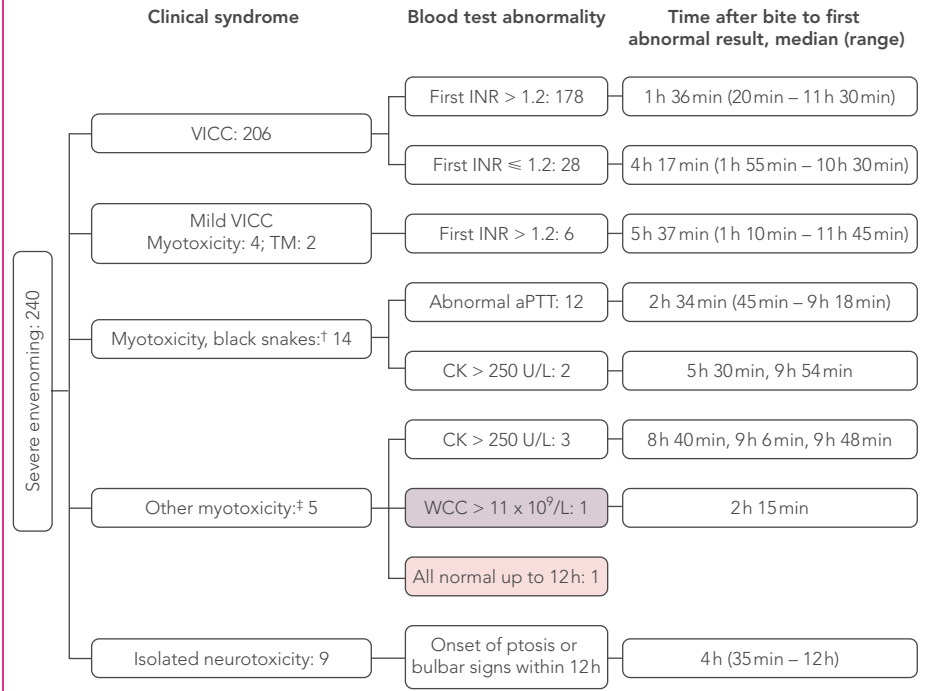 Clinical syndrome
Blood test abnormality
Time after bite to first
abnormal result, median (range)
Severe envenoming: 240
VICC: 206
First INR > 1.2: 178
1 h 36 min (20 min – 11 h 30 min)
First INR ⩽ 1.2: 28
4 h 17 min (1 h 55 min – 10 h 30 min)
Mild VICC
Myotoxicity: 4; TM: 2
First INR > 1.2: 6
5 h 37 min (1 h 10 min – 11 h 45 min)
Myotoxicity, black snakes:† 14
Abnormal aPTT: 12
2 h 34 min (45 min – 9 h 18 min)
CK > 250 U/L: 2
5 h 30 min, 9 h 54 min
Other myotoxicity:‡ 5
CK > 250 U/L: 3
8 h 40 min, 9 h 6 min, 9 h 48 min
WCC > 11 x 10⁹/L: 1
2 h 15 min
All normal up to 12 h: 1
Isolated neurotoxicity: 9
Onset of ptosis or
bulbar signs within 12 h
4 h (35 min – 12 h)